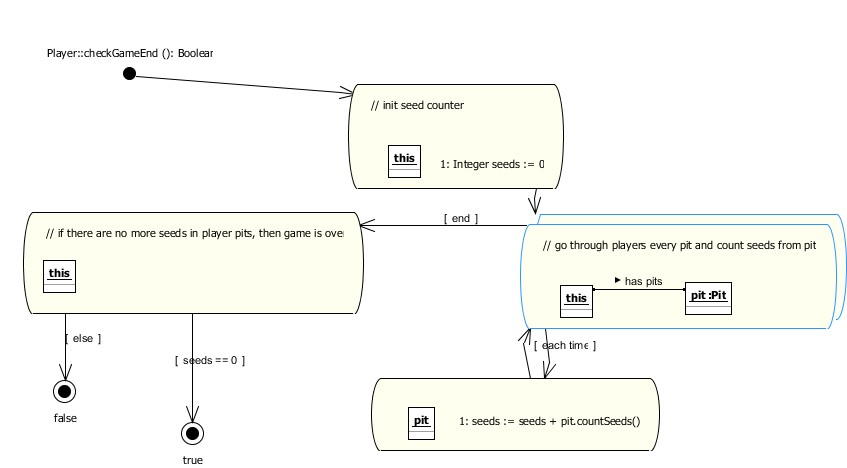 Player::checkGameEnd (): Boolean
// init seed counter
this
1: Integer seeds := 0
[ end ]
// if there are no more seeds in player pits, then game is over
this
// go through players every pit and count seeds from pit
has pits
this
pit :Pit
[ else ]
[ each time ]
[ seeds == 0 ]
false
pit
1: seeds := seeds + pit.countSeeds()
true